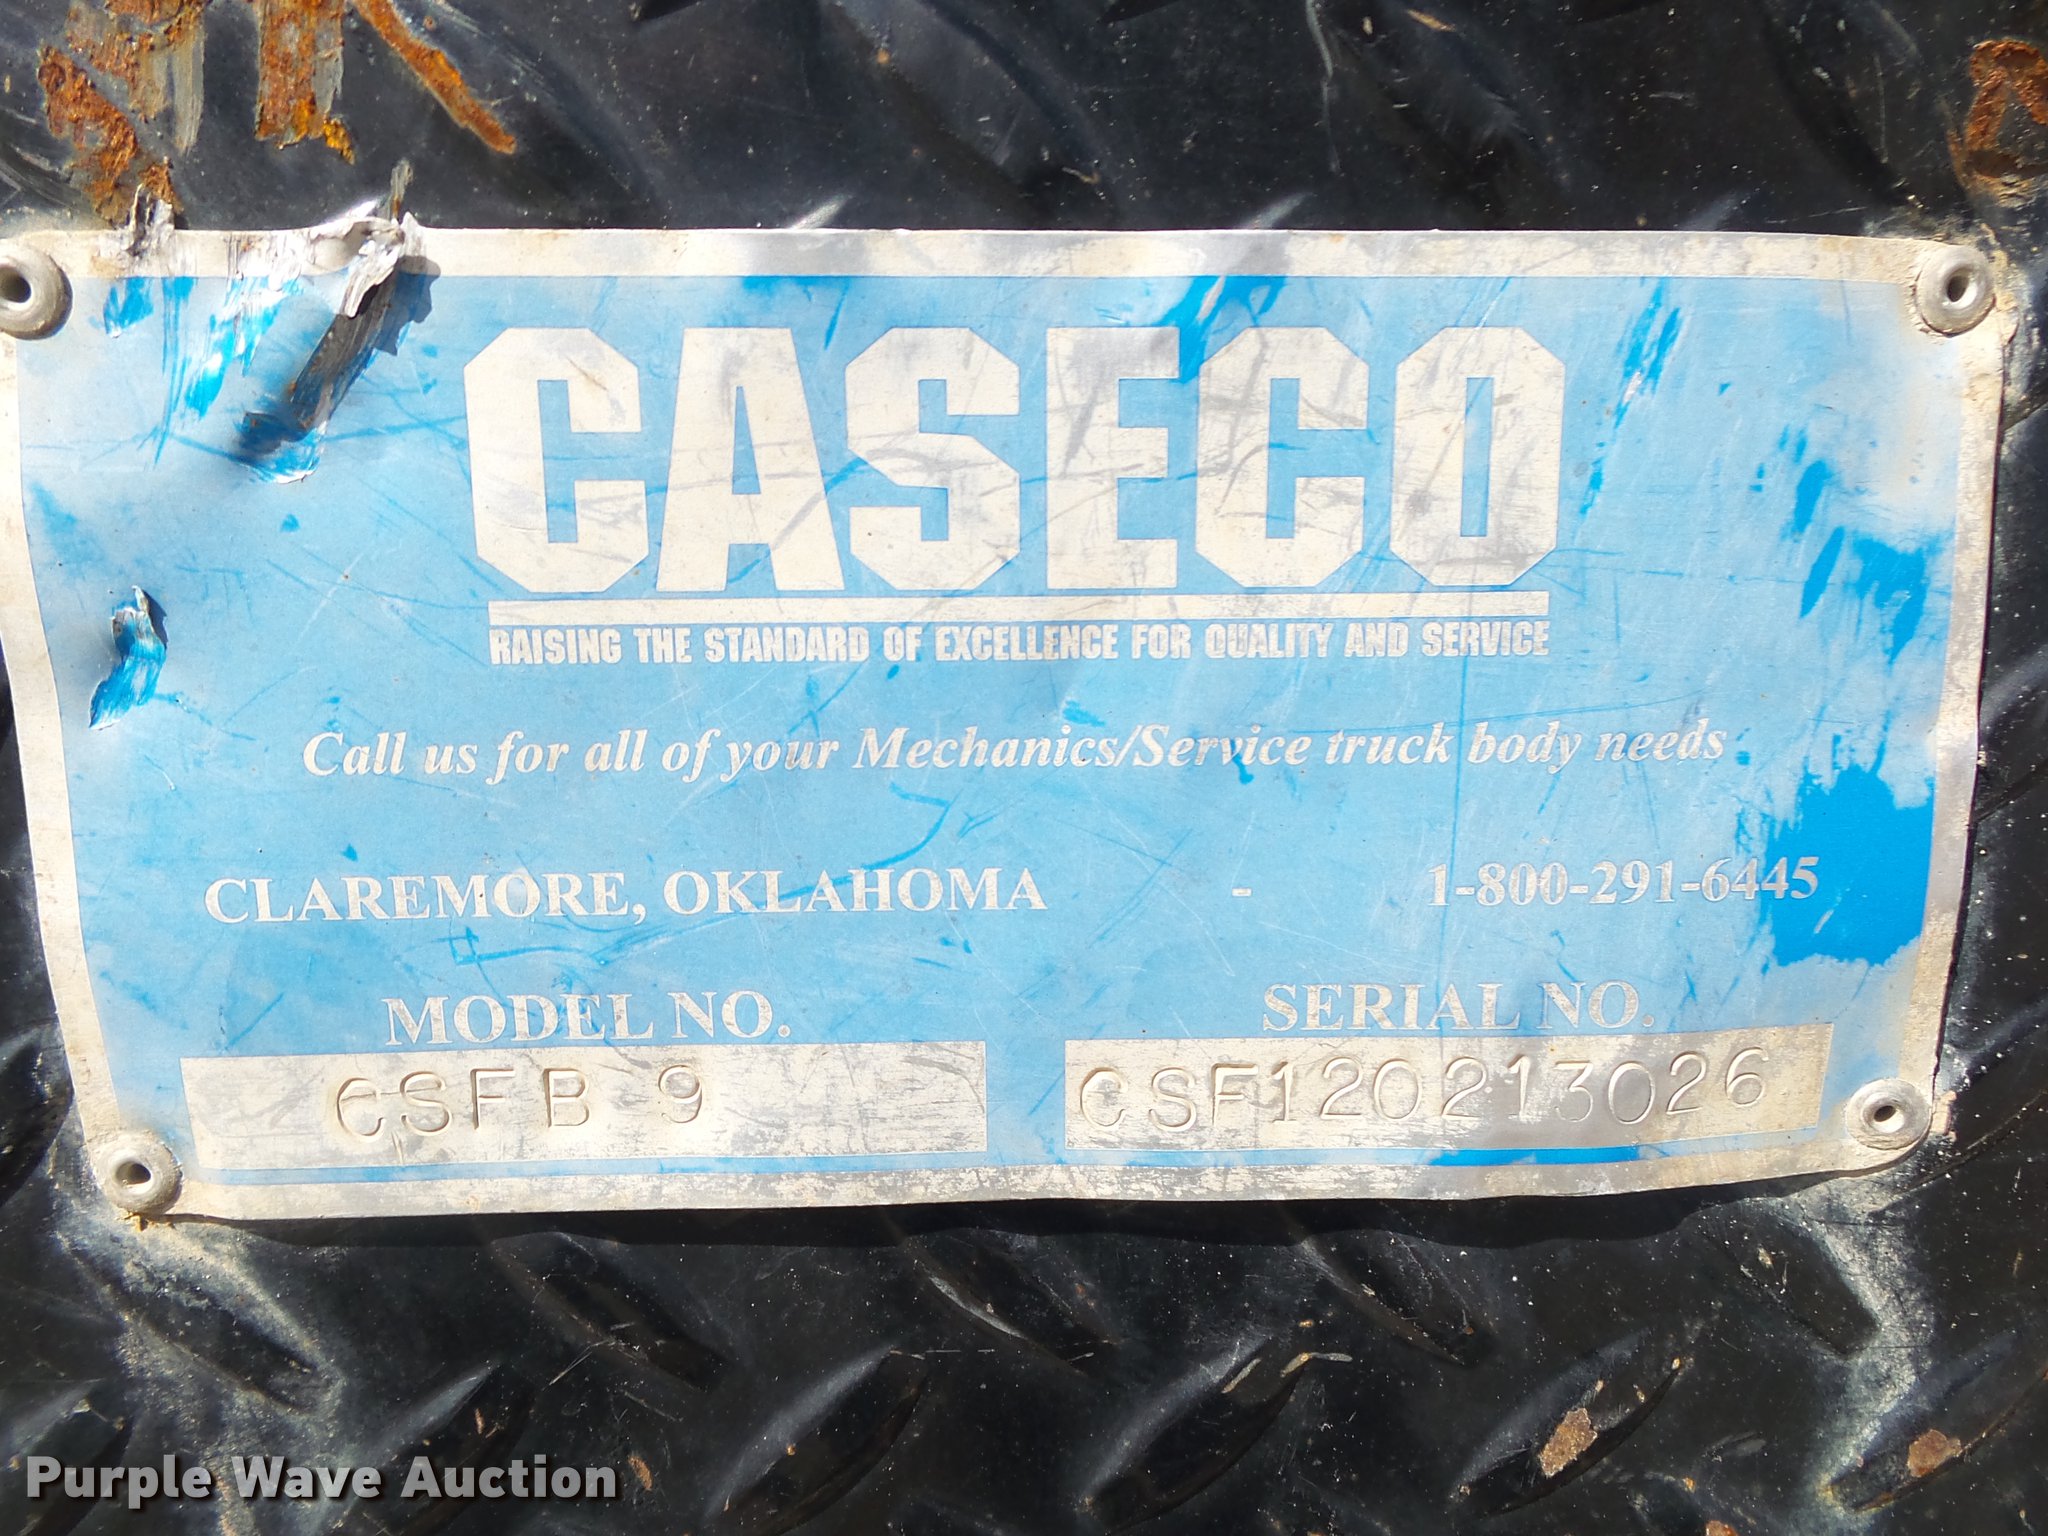 CASECO
RAISING THE STANDARD OF EXCELLENCE FOR QUALITY AND SERVICE
Call us for all of your Mechanics/Service truck body needs
CLAREMORE, OKLAHOMA - 1-800-291-6445
MODEL NO. SERIAL NO.
CSFB 9 CSF120213026
Purple Wave Auction